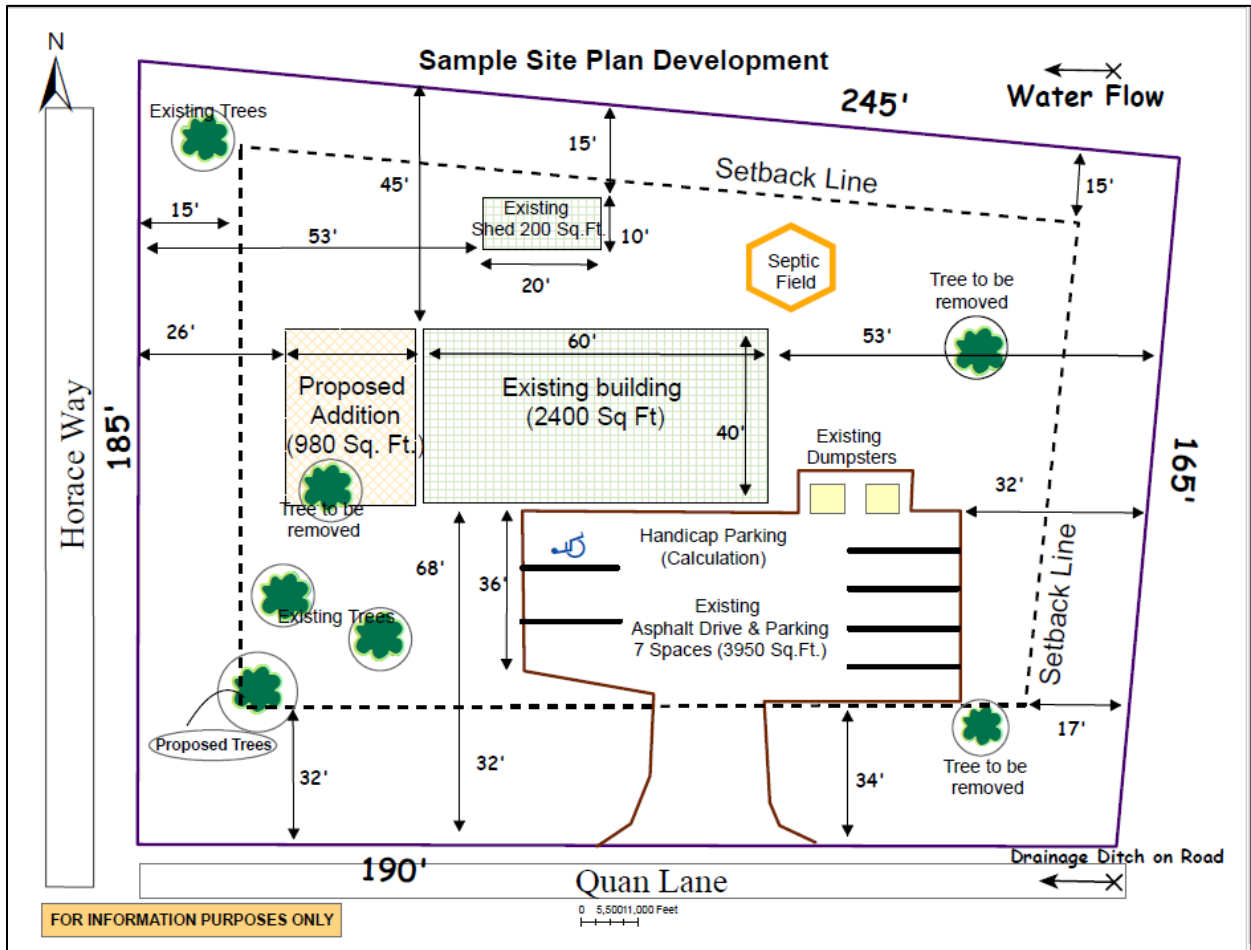 N
Sample Site Plan Development
Water Flow
245'
Existing Trees
15'
Setback Line
45'
15'
15'
Existing
Shed 200 Sq.Ft.
10'
53'
20'
Septic
Field
Tree to be
removed
26'
60'
53'
Proposed
Addition
(980 Sq. Ft.)
Existing building
(2400 Sq Ft)
40'
Existing
Dumpsters
Horace Way
185'
165'
32'
Tree to be
removed
Handicap Parking
(Calculation)
68'
36'
Existing Trees
Existing
Asphalt Drive & Parking
7 Spaces (3950 Sq.Ft.)
Setback Line
Proposed Trees
17'
32'
32'
34'
Tree to be
removed
190'
Drainage Ditch on Road
Quan Lane
FOR INFORMATION PURPOSES ONLY
0 5,50011,000 Feet